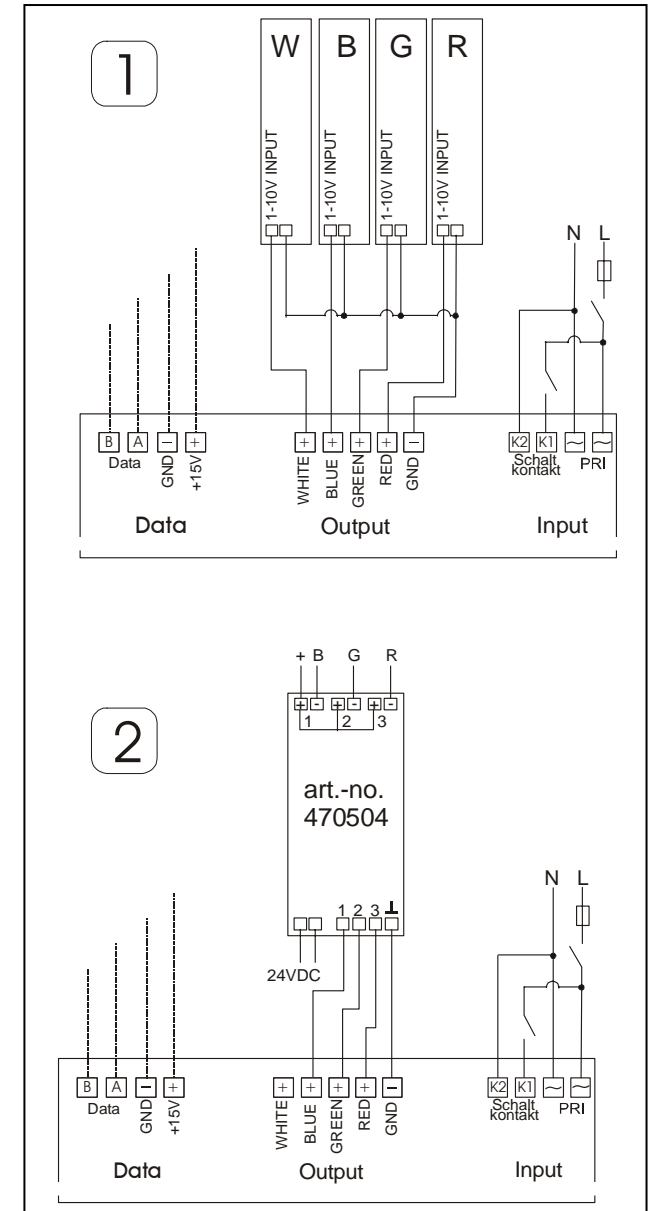 1
W B G R
1-10V INPUT 1-10V INPUT 1-10V INPUT 1-10V INPUT
N L
B A − + + + + + − K2 K1 ~ ~
Data GND +15V WHITE BLUE GREEN RED GND Schalt kontakt PRI
Data Output Input
2
+ B G R
+ - + - + -
1 2 3
art.-no.
470504
1 2 3 ⊥
24VDC
N L
B A − + + + + + − K2 K1 ~ ~
Data GND +15V WHITE BLUE GREEN RED GND Schalt kontakt PRI
Data Output Input